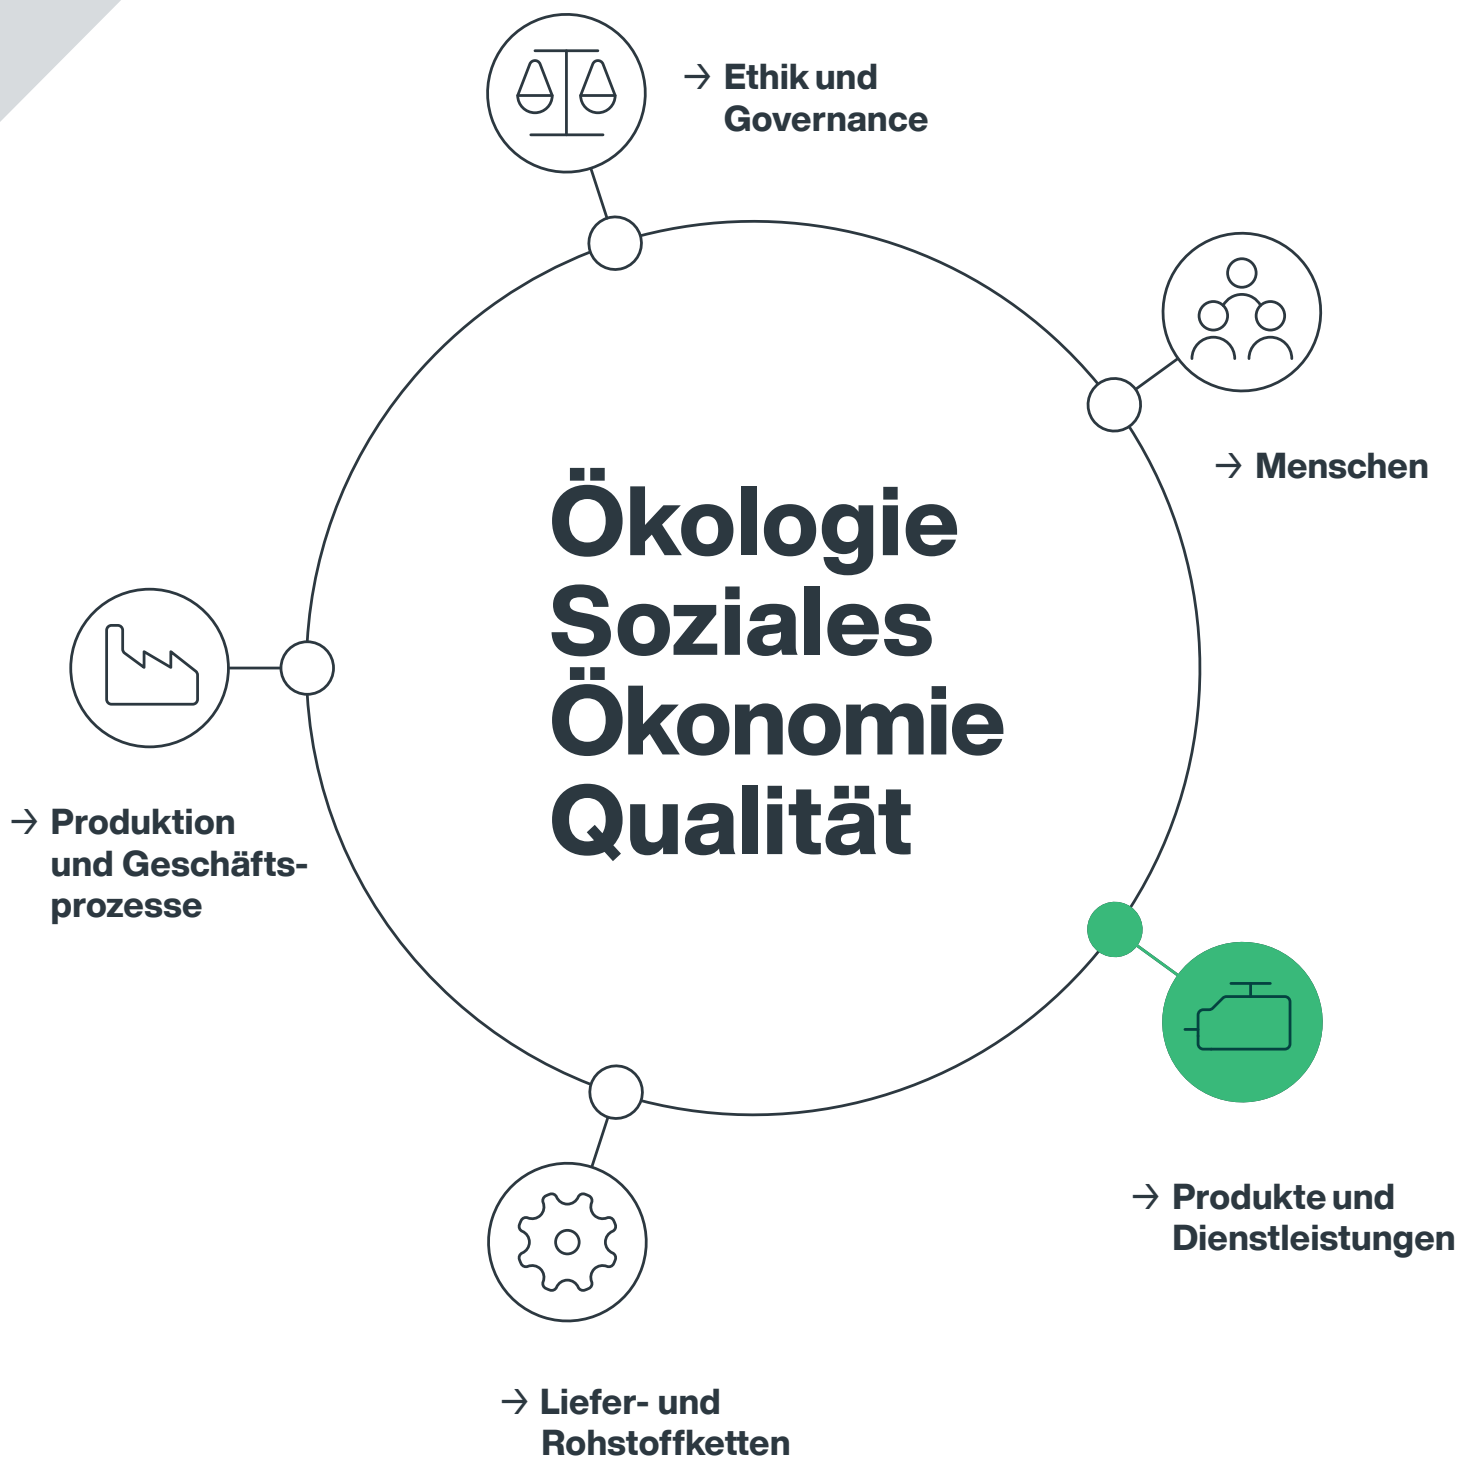 → Ethik und
Governance
→ Menschen
Ökologie
Soziales
Ökonomie
Qualität
→ Produktion
und Geschäfts-
prozesse
→ Produkte und
Dienstleistungen
→ Liefer- und
Rohstoffketten